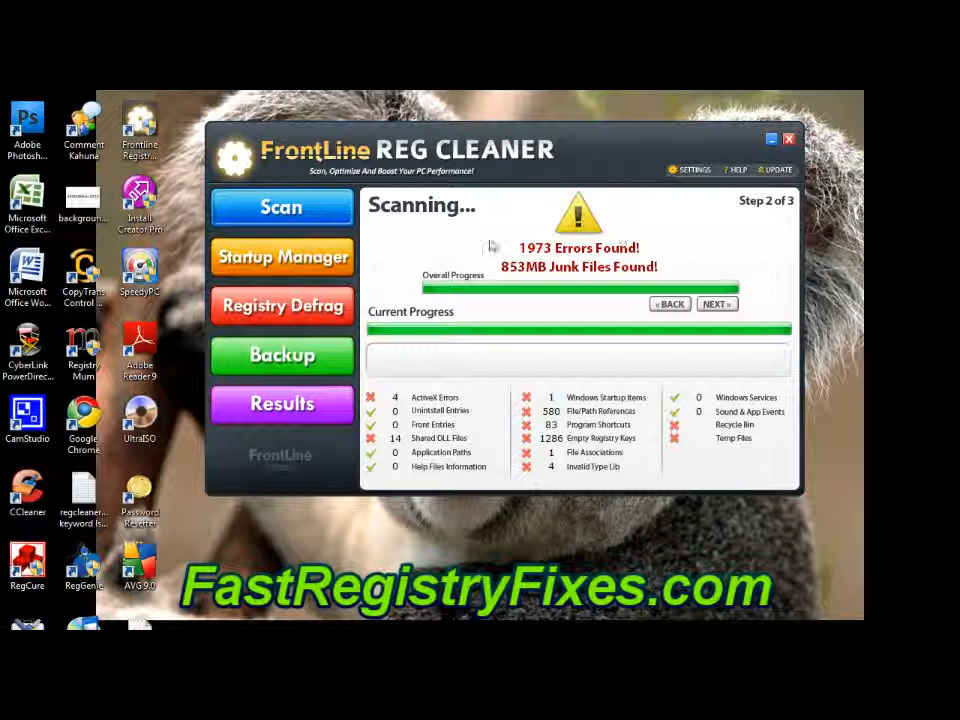 Adobe
Photosh...
Comment
Kahuna
Frontline
Registr...
Microsoft
Office Exc...
backgroun...
Install
Creator Pro
Microsoft
Office Wo...
CopyTrans
Control ...
SpeedyPC
CyberLink
PowerDirec...
Registry
Mum
Adobe
Reader 9
CamStudio
Google
Chrome
UltraISO
CCleaner
regcleaner...
keyword lis...
Password
Resetter
RegCure
RegGenie
AVG 9.0
FrontLine REG CLEANER
Scan, Optimize And Boost Your PC Performance!
SETTINGS
? HELP
UPDATE
Scan
Startup Manager
Registry Defrag
Backup
Results
FrontLine
Scanning...
Step 2 of 3
1973 Errors Found!
853MB Junk Files Found!
Overall Progress
« BACK
NEXT »
Current Progress
4 ActiveX Errors
0 Uninstall Entries
0 Front Entries
14 Shared DLL Files
0 Application Paths
0 Help Files Information
1 Windows Startup Items
580 File/Path References
83 Program Shortcuts
1286 Empty Registry Keys
1 File Associations
4 Invalid Type Lib
0 Windows Services
0 Sound & App Events
Recycle Bin
Temp Files
FastRegistryFixes.com